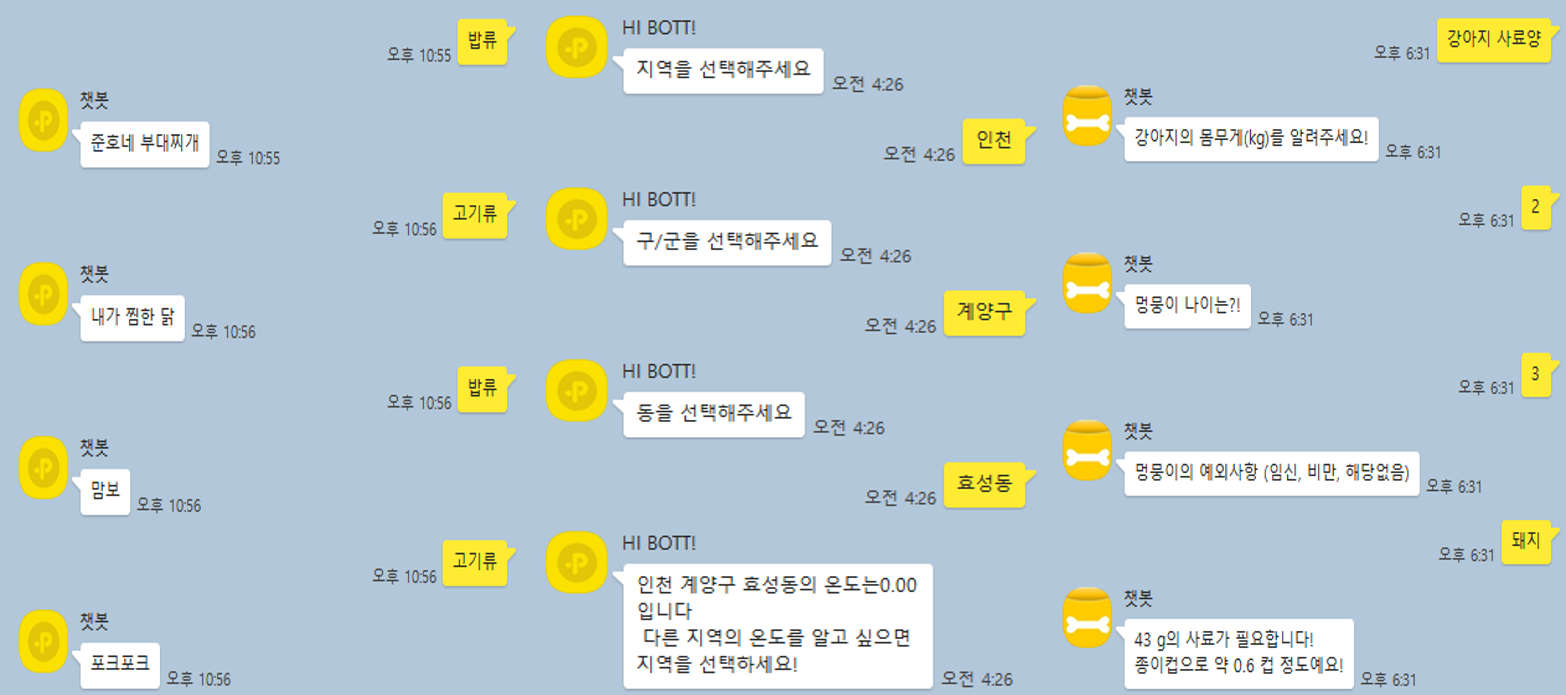 밥류
오후 10:55
챗봇
준호네 부대찌개
오후 10:55
고기류
오후 10:56
챗봇
내가 찜한 닭
오후 10:56
밥류
오후 10:56
챗봇
맘보
오후 10:56
고기류
오후 10:56
챗봇
포크포크
오후 10:56
HI BOTT!
지역을 선택해주세요
오전 4:26
인천
오전 4:26
HI BOTT!
구/군을 선택해주세요
오전 4:26
계양구
오전 4:26
HI BOTT!
동을 선택해주세요
오전 4:26
효성동
오전 4:26
HI BOTT!
인천 계양구 효성동의 온도는0.00
입니다
다른 지역의 온도를 알고 싶으면
지역을 선택하세요!
오전 4:26
강아지 사료양
오후 6:31
챗봇
강아지의 몸무게(kg)를 알려주세요!
오후 6:31
2
오후 6:31
챗봇
멍뭉이 나이는?!
오후 6:31
3
오후 6:31
챗봇
멍뭉이의 예외사항 (임신, 비만, 해당없음)
오후 6:31
돼지
오후 6:31
챗봇
43 g의 사료가 필요합니다!
종이컵으로 약 0.6 컵 정도예요!
오후 6:31